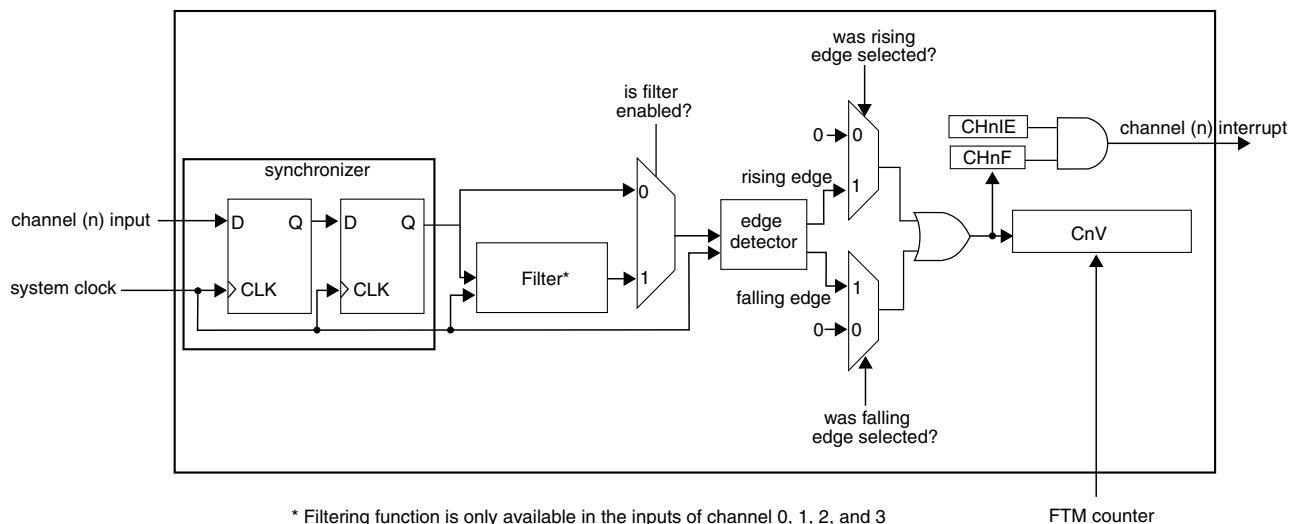 was rising
edge selected?
is filter
enabled?
synchronizer
channel (n) input
D
Q
CLK
D
Q
CLK
system clock
Filter*
0
1
edge
detector
rising edge
falling edge
0
0
1
1
0
0
was falling
edge selected?
CHnIE
CHnF
channel (n) interrupt
CnV
FTM counter
* Filtering function is only available in the inputs of channel 0, 1, 2, and 3